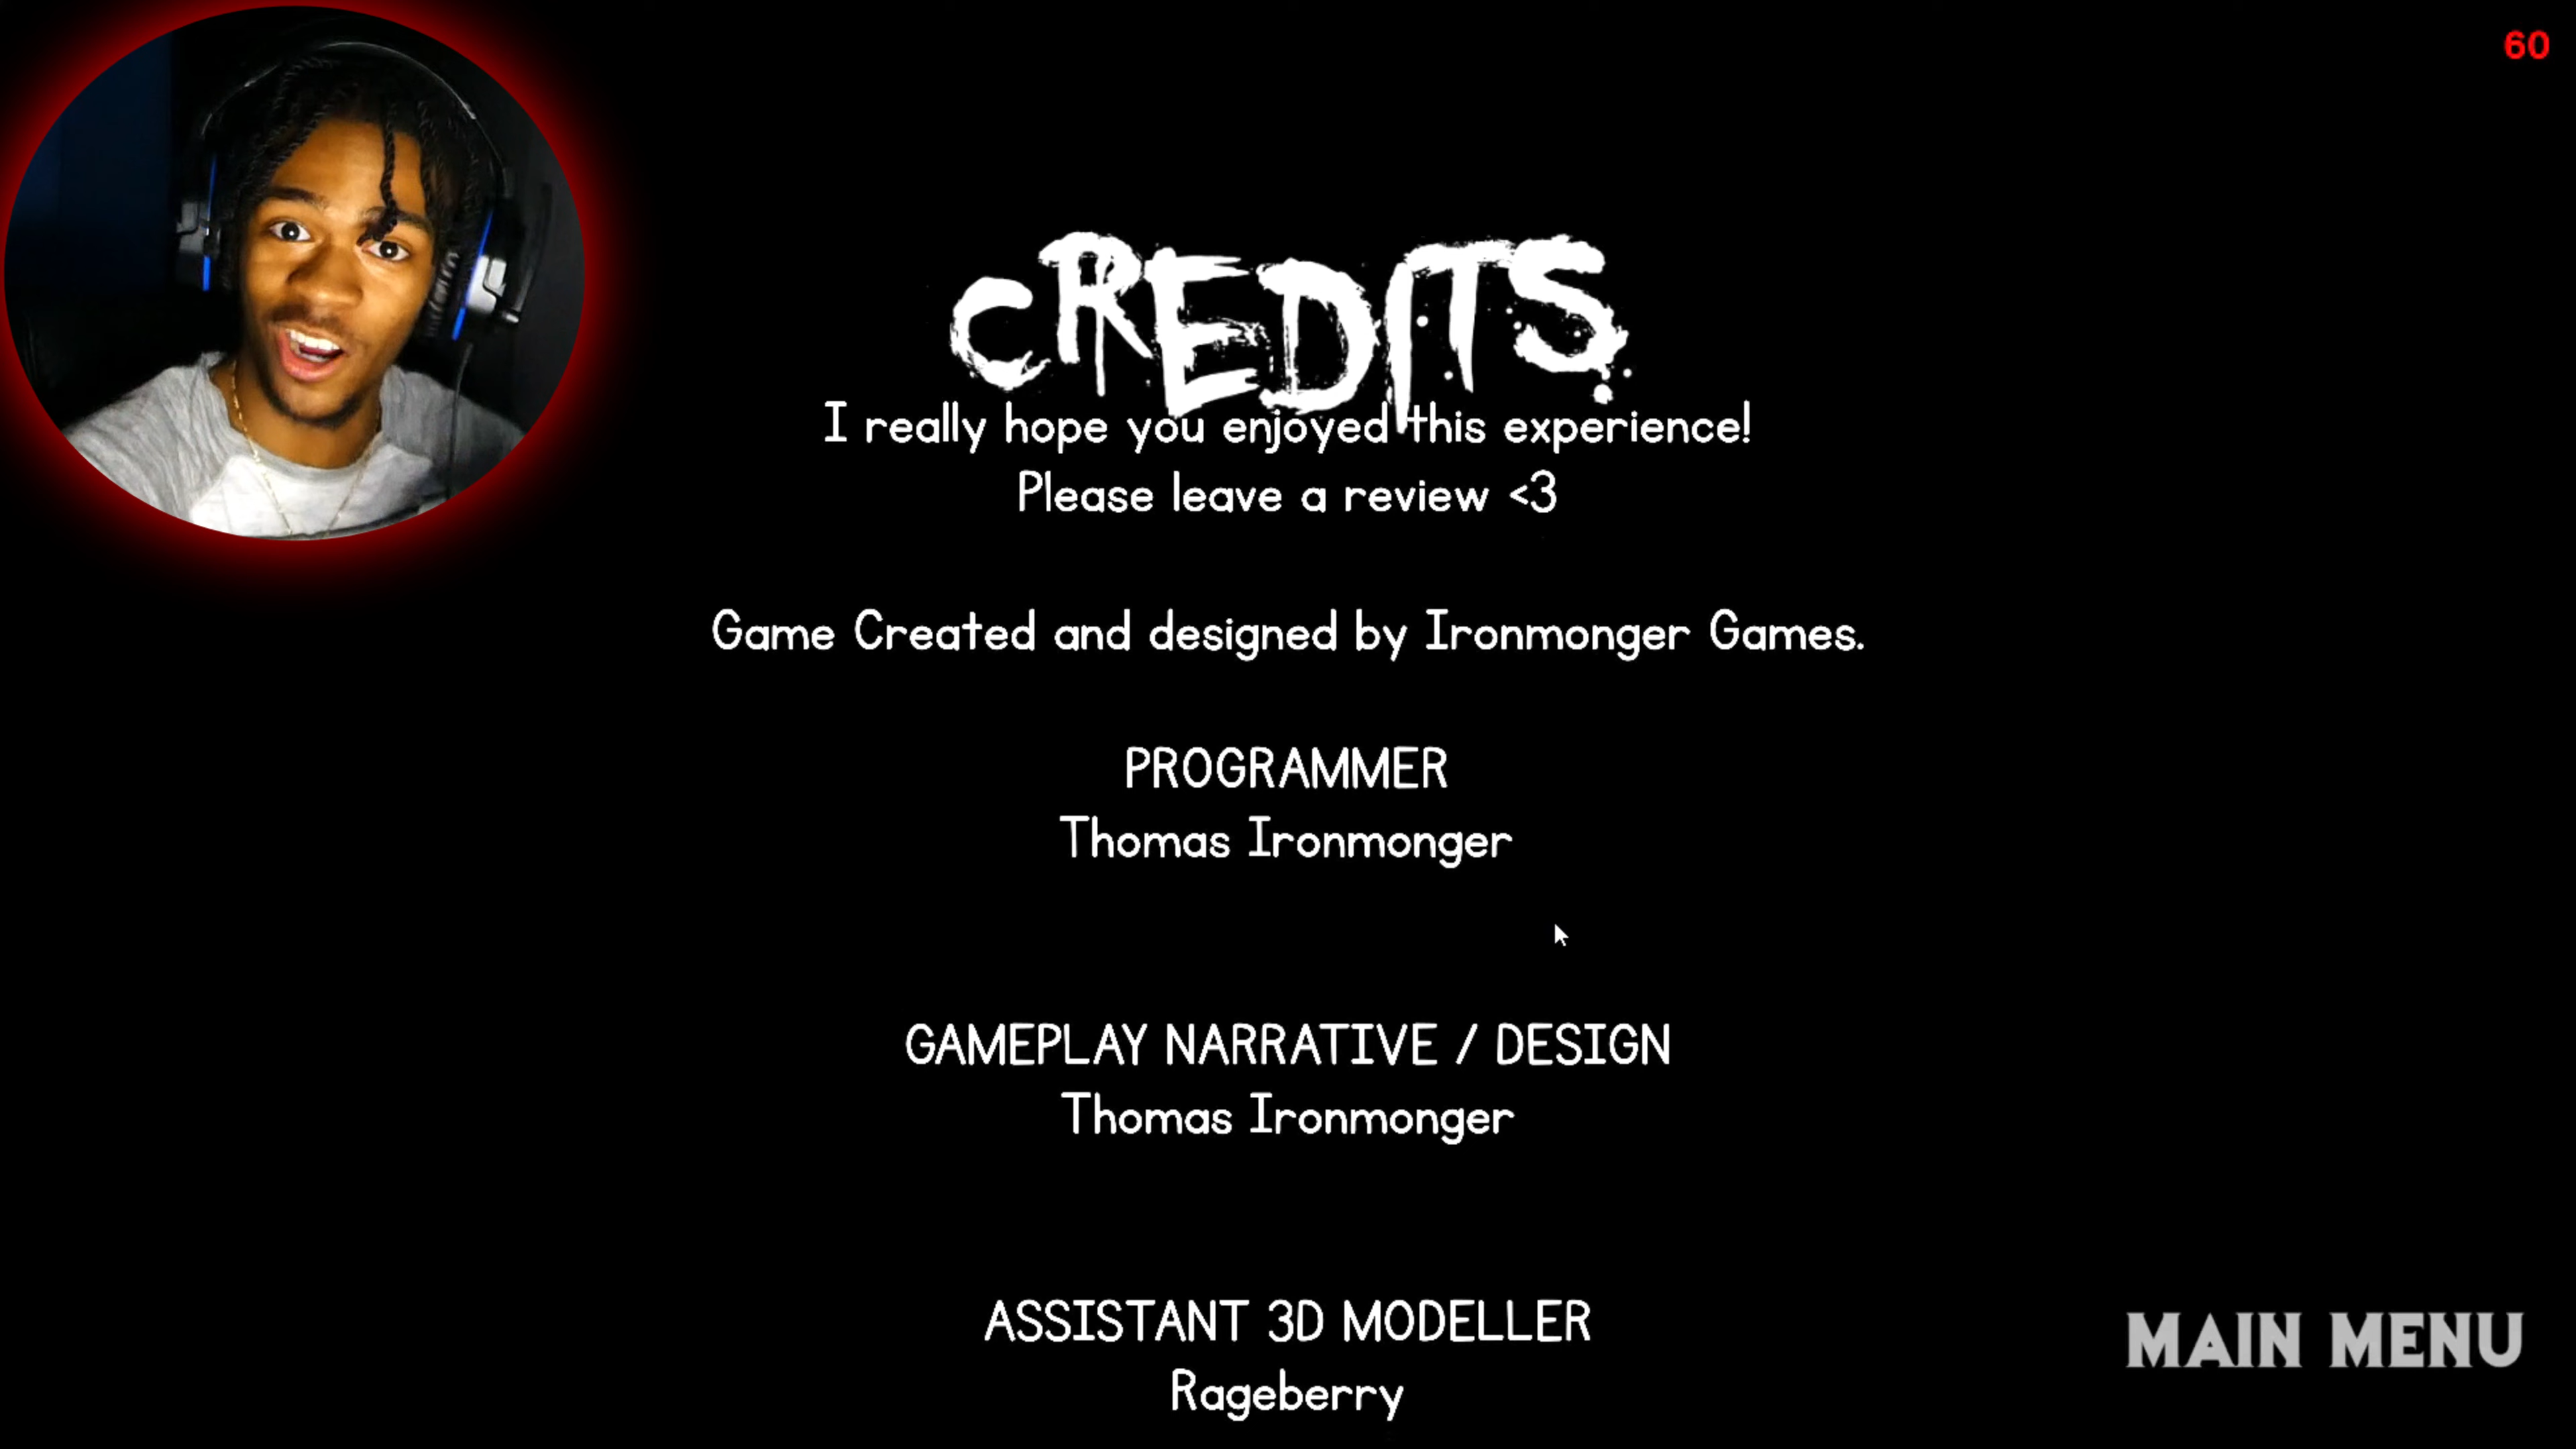 60
CREDITS
I really hope you enjoyed this experience!
Please leave a review <3
Game Created and designed by Ironmonger Games.
PROGRAMMER
Thomas Ironmonger
GAMEPLAY NARRATIVE / DESIGN
Thomas Ironmonger
ASSISTANT 3D MODELLER
Rageberry
MAIN MENU